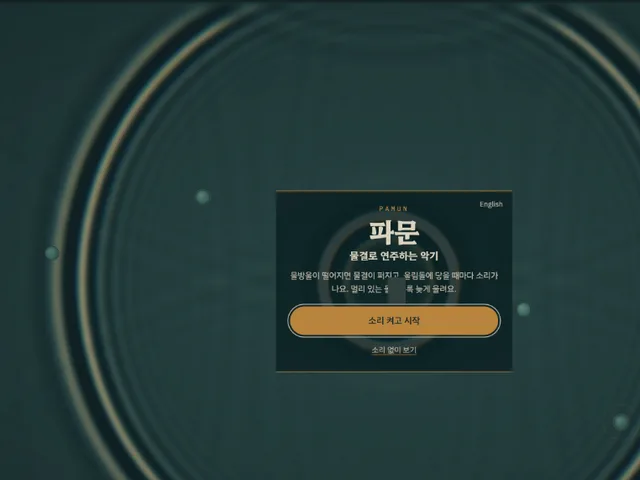 English
PAMUN
파문
물결로 연주하는 악기
물방울이 떨어지면 물결이 퍼지고 울림돌에 닿을 때마다 소리가
나요. 멀리 있는 록 늦게 울려요.
소리 켜고 시작
소리 없이 보기